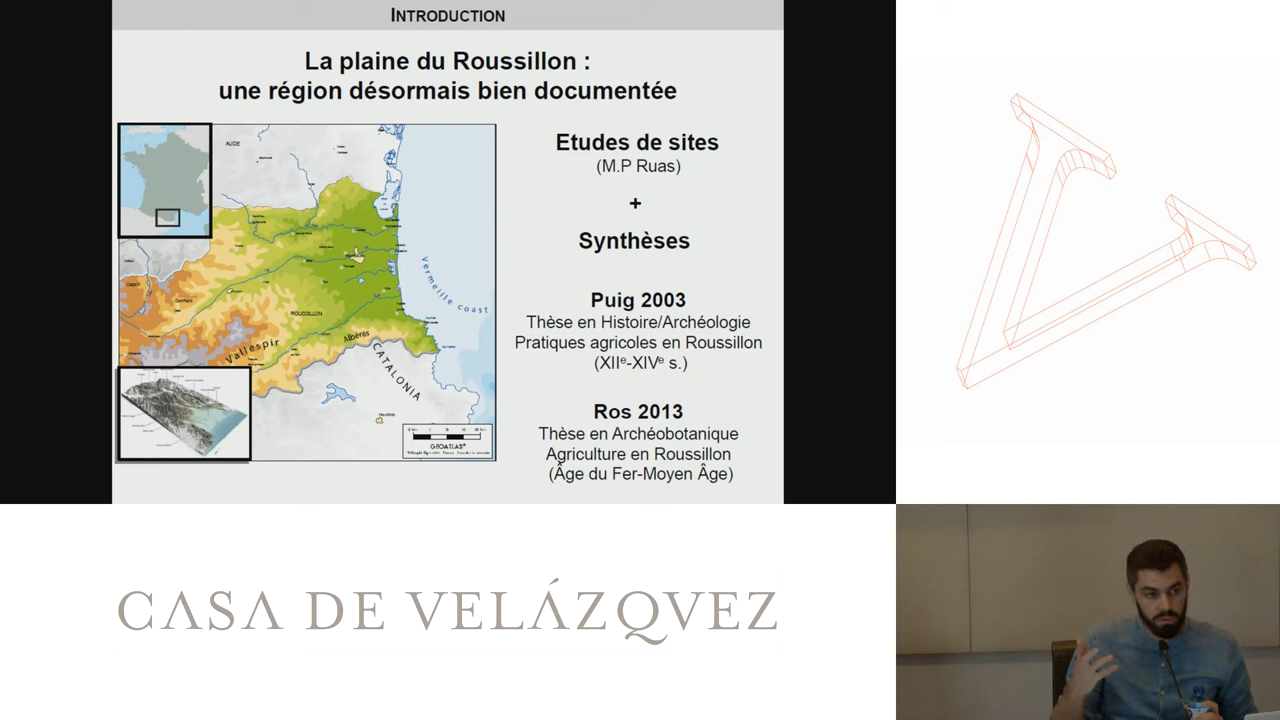 INTRODUCTION
La plaine du Roussillon :
une région désormais bien documentée
AUDE
ROUSSILLON
Vallespir
Albères
CATALONIA
Vermeille coast
GEOATLAS®
Etudes de sites
(M.P Ruas)
+
Synthèses
Puig 2003
Thèse en Histoire/Archéologie
Pratiques agricoles en Roussillon
(XIIe-XIVe s.)
Ros 2013
Thèse en Archéobotanique
Agriculture en Roussillon
(Âge du Fer-Moyen Âge)
CASA DE VELÁZQVEZ